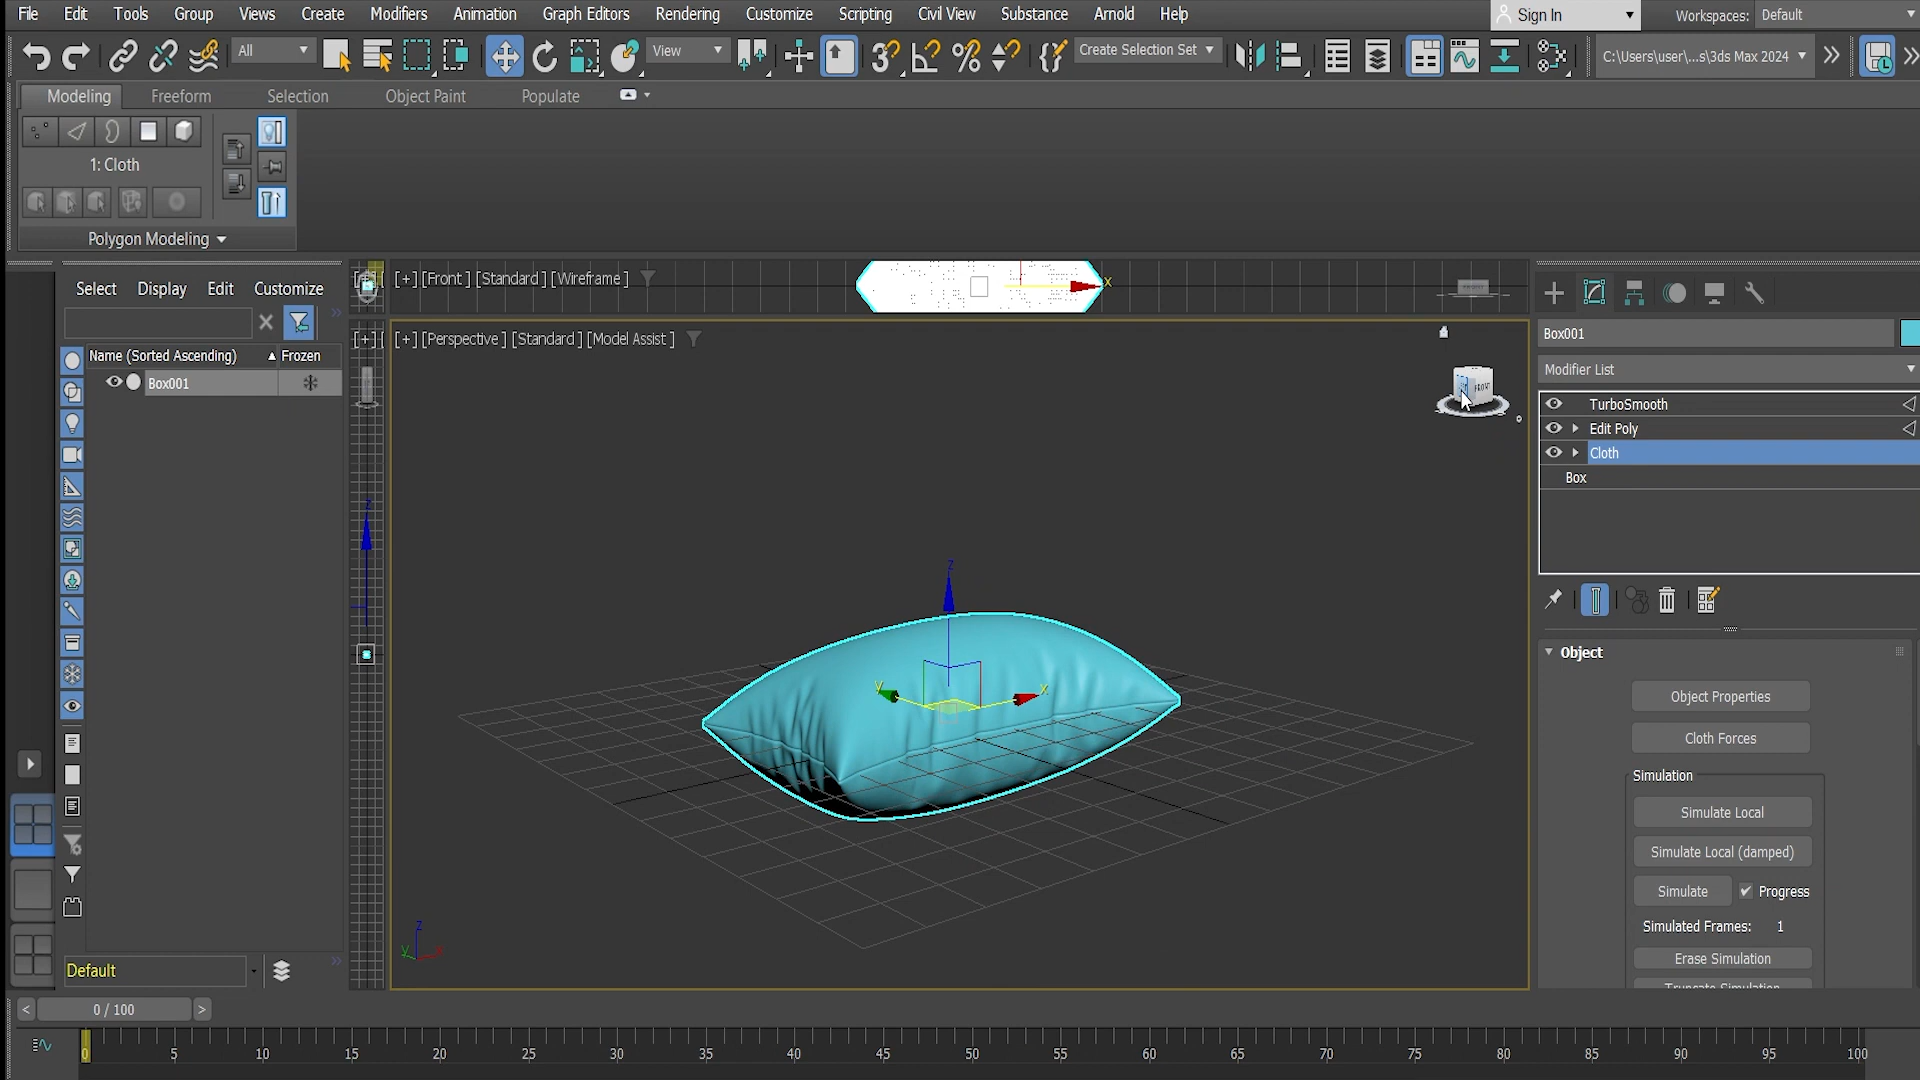 File Edit Tools Group Views Create Modifiers Animation Graph Editors Rendering Customize Scripting Civil View Substance Arnold Help Sign In Workspaces: Default
All View Create Selection Set C:\Users\user\...s\3ds Max 2024
Modeling Freeform Selection Object Paint Populate
1: Cloth
Polygon Modeling
Select Display Edit Customize
Name (Sorted Ascending) Frozen
Box001
Default
[+] [Front ] [Standard ] [Wireframe ]
x
[+] [Perspective ] [Standard ] [Model Assist ]
FRONT
z
y
x
z
y
x
z
Box001
Modifier List
TurboSmooth
Edit Poly
Cloth
Box
Object
Object Properties
Cloth Forces
Simulation
Simulate Local
Simulate Local (damped)
Simulate Progress
Simulated Frames: 1
Erase Simulation
Truncate Simulation
< 0 / 100 >
0 5 10 15 20 25 30 35 40 45 50 55 60 65 70 75 80 85 90 95 100